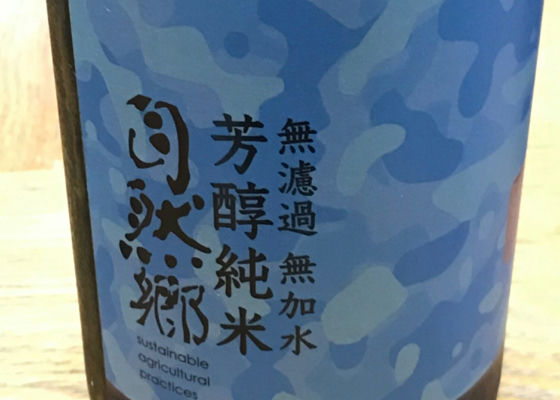 無濾過 無加水
芳醇純米
自然郷
sustainable
agricultural
practices